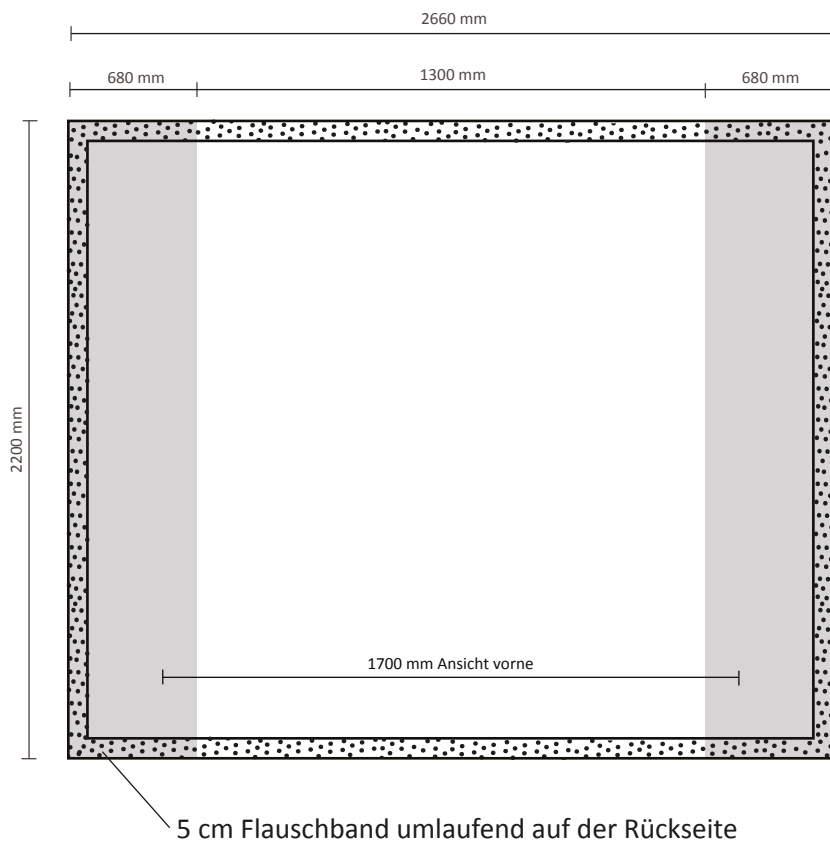 2660 mm
680 mm
1300 mm
680 mm
2200 mm
1700 mm Ansicht vorne
5 cm Flauschband umlaufend auf der Rückseite